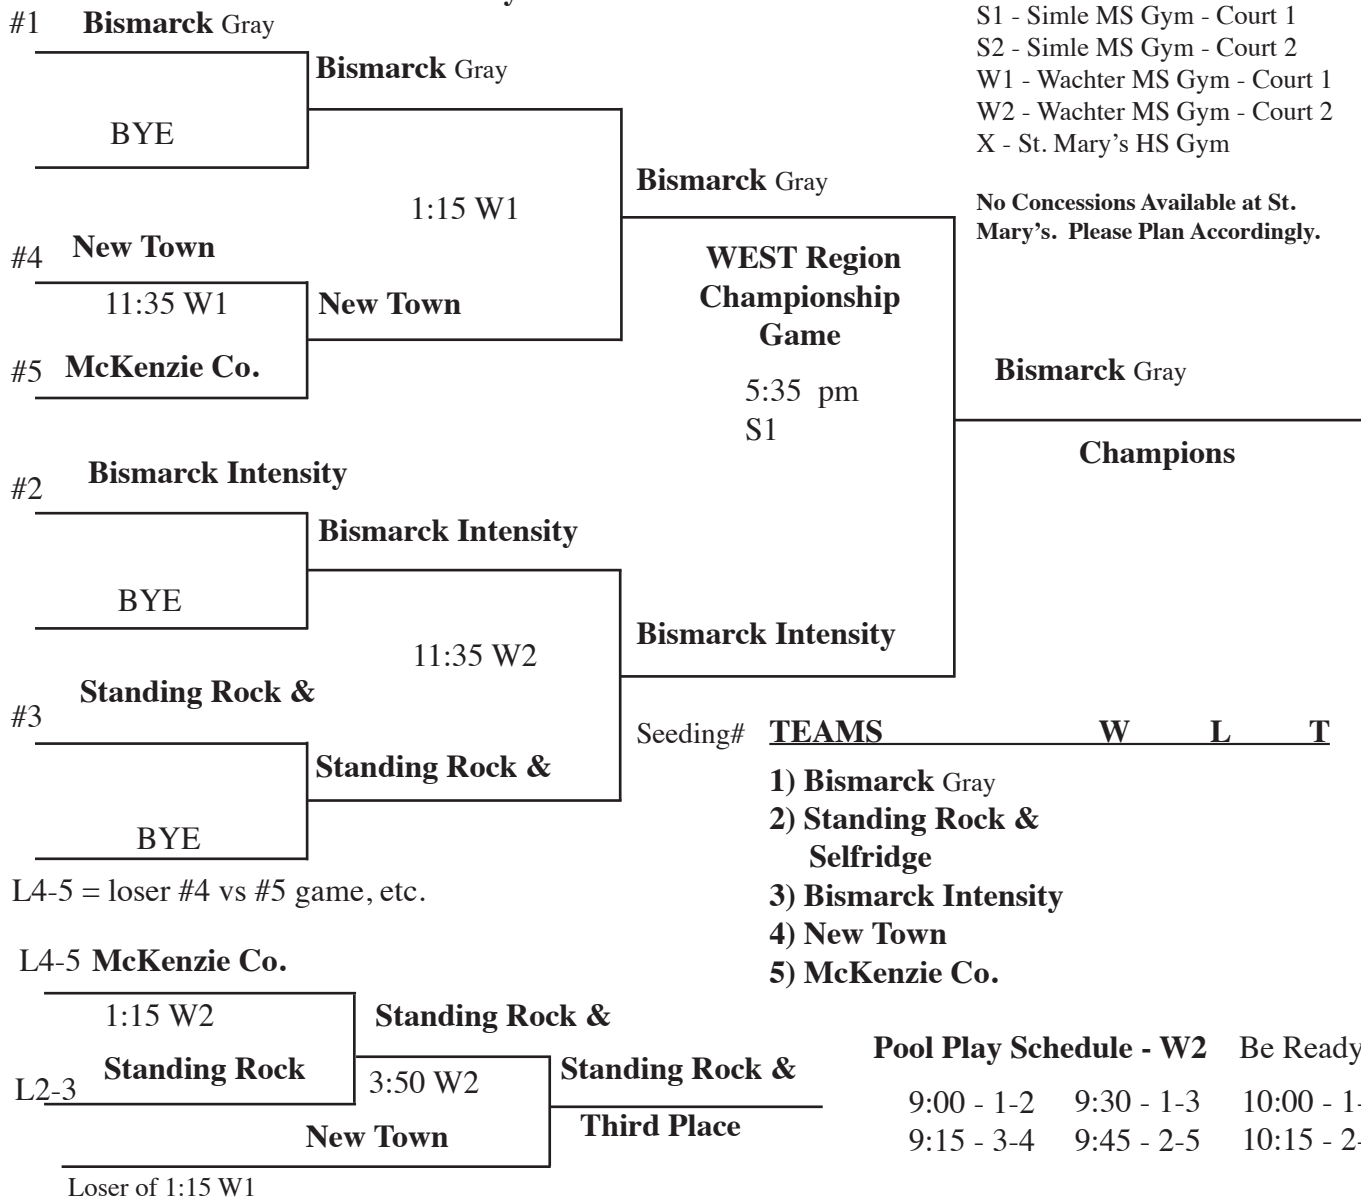 #1 Bismarck Gray
Bismarck Gray
BYE
1:15 W1
#4 New Town
11:35 W1
New Town
#5 McKenzie Co.
Bismarck Gray
WEST Region
Championship
Game
5:35 pm
S1
Bismarck Gray
Champions
S1 - Simle MS Gym - Court 1
S2 - Simle MS Gym - Court 2
W1 - Wachter MS Gym - Court 1
W2 - Wachter MS Gym - Court 2
X - St. Mary's HS Gym
No Concessions Available at St.
Mary's. Please Plan Accordingly.
#2 Bismarck Intensity
Bismarck Intensity
BYE
11:35 W2
Bismarck Intensity
#3 Standing Rock &
Standing Rock &
BYE
L4-5 = loser #4 vs #5 game, etc.
Seeding# TEAMS W L T
1) Bismarck Gray
2) Standing Rock &
Selfridge
3) Bismarck Intensity
4) New Town
5) McKenzie Co.
L4-5 McKenzie Co.
1:15 W2
Standing Rock &
L2-3 Standing Rock
3:50 W2
Standing Rock &
Third Place
New Town
Loser of 1:15 W1
Pool Play Schedule - W2 Be Ready
9:00 - 1-2 9:30 - 1-3 10:00 - 1-
9:15 - 3-4 9:45 - 2-5 10:15 - 2-